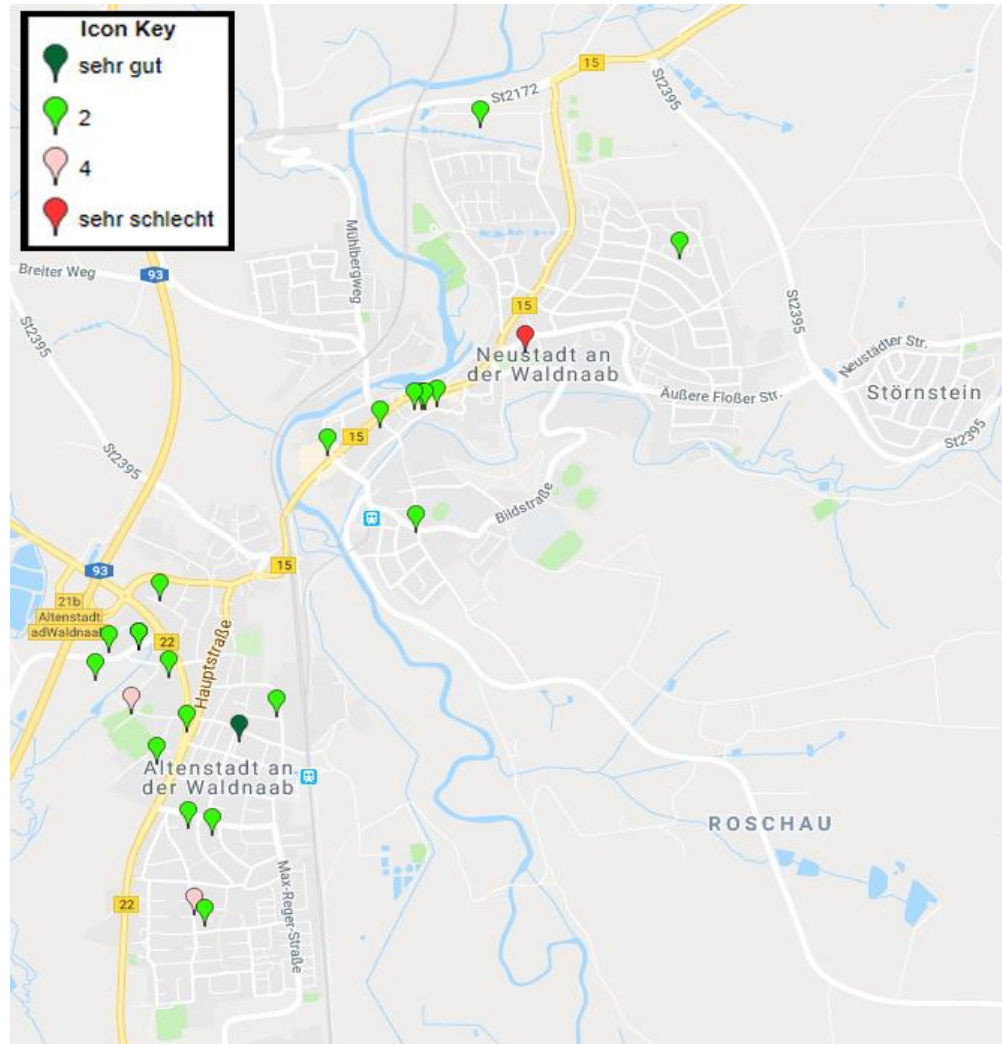 Icon Key
sehr gut
2
4
sehr schlecht
15
St2172
St2395
Mühlbergweg
Breiter Weg
93
15
St2395
St2395
Neustadt an
der Waldnaab
Neustädter Str.
Äußere Floßer Str.
Störnstein
15
St2395
St2395
Bildstraße
15
93
21b
Altenstadt
adWaldnaab
22
Hauptstraße
Altenstadt an
der Waldnaab
ROSCHAU
Max-Reger-Straße
22